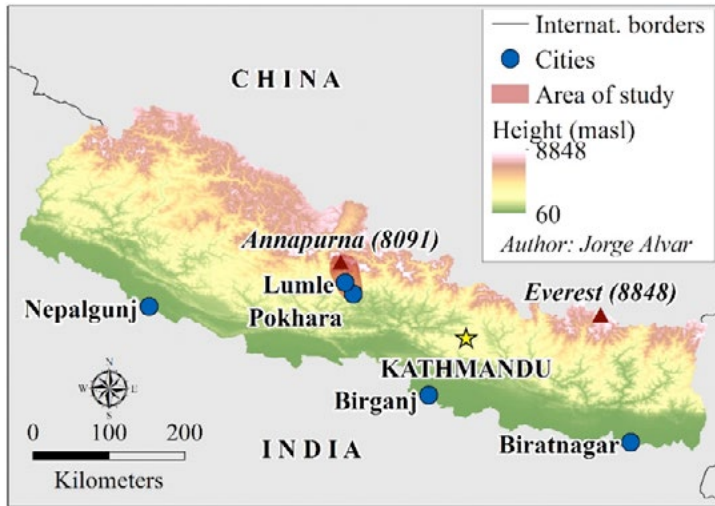 CHINA
Internat. borders
Cities
Area of study
Height (masl)
8848
60
Author: Jorge Alvar
Annapurna (8091)
Lumle
Everest (8848)
Nepalgunj
Pokhara
KATHMANDU
N
W E
S
Birganj
0 100 200
INDIA
Biratnagar
Kilometers